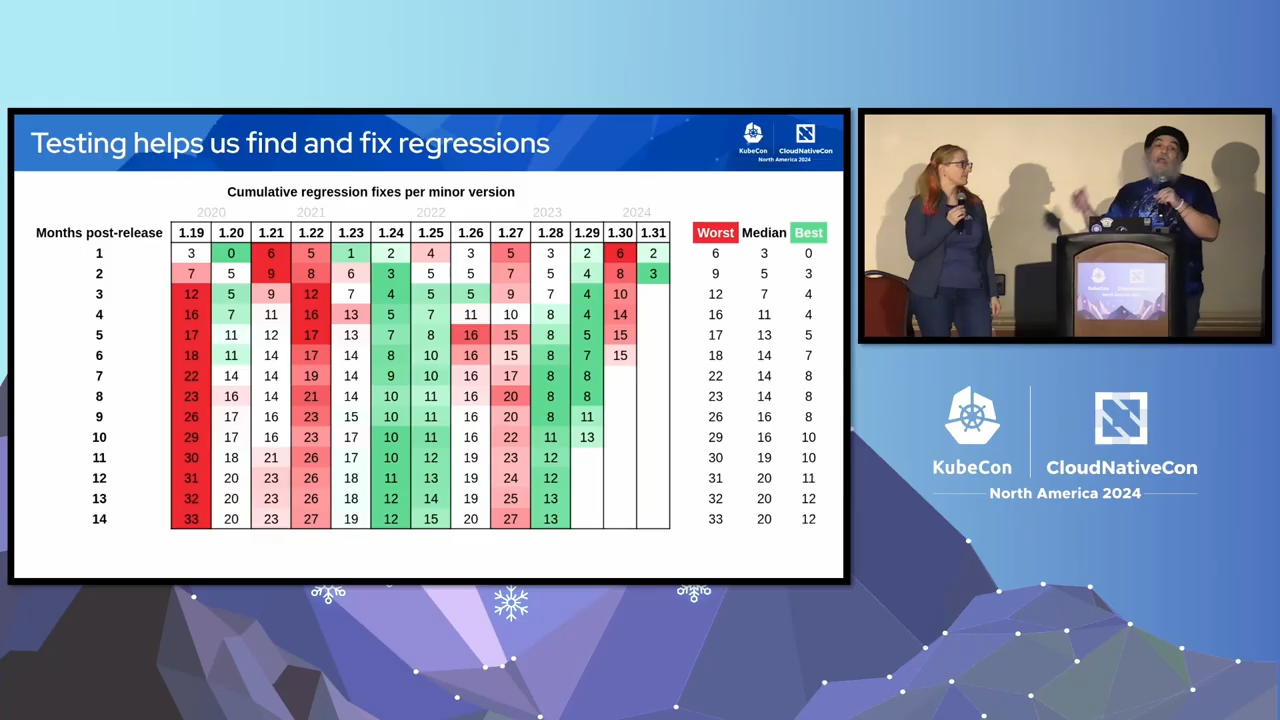 Testing helps us find and fix regressions
KubeCon
CloudNativeCon
North America 2024
Cumulative regression fixes per minor version
2020 2021 2022 2023 2024
Months post-release 1.19 1.20 1.21 1.22 1.23 1.24 1.25 1.26 1.27 1.28 1.29 1.30 1.31 Worst Median Best
1 3 0 6 5 1 2 4 3 5 3 2 6 2 6 3 0
2 7 5 9 8 6 3 5 5 7 5 4 8 3 9 5 3
3 12 5 9 12 7 4 5 5 9 7 4 10 12 7 4
4 16 7 11 16 13 5 7 11 10 8 4 14 16 11 4
5 17 11 12 17 13 7 8 16 15 8 5 15 17 13 5
6 18 11 14 17 14 8 10 16 15 8 7 15 18 14 7
7 22 14 14 19 14 9 10 16 17 8 8 22 14 8
8 23 16 14 21 14 10 11 16 20 8 8 23 14 8
9 26 17 16 23 15 10 11 16 20 8 11 26 16 8
10 29 17 16 23 17 10 11 16 22 11 13 29 16 10
11 30 18 21 26 17 10 12 19 23 12 30 19 10
12 31 20 23 26 18 11 13 19 24 12 31 20 11
13 32 20 23 26 18 12 14 19 25 13 32 20 12
14 33 20 23 27 19 12 15 20 27 13 33 20 12
KubeCon
CloudNativeCon
North America 2024
KubeCon
CloudNativeCon
North America 2024